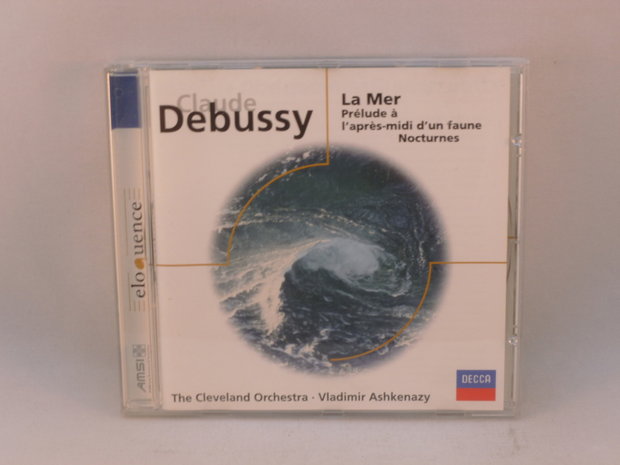 Claude
Debussy
La Mer
Prélude à
l'après-midi d'un faune
Nocturnes
eloquence
AMSI
DECCA
The Cleveland Orchestra · Vladimir Ashkenazy